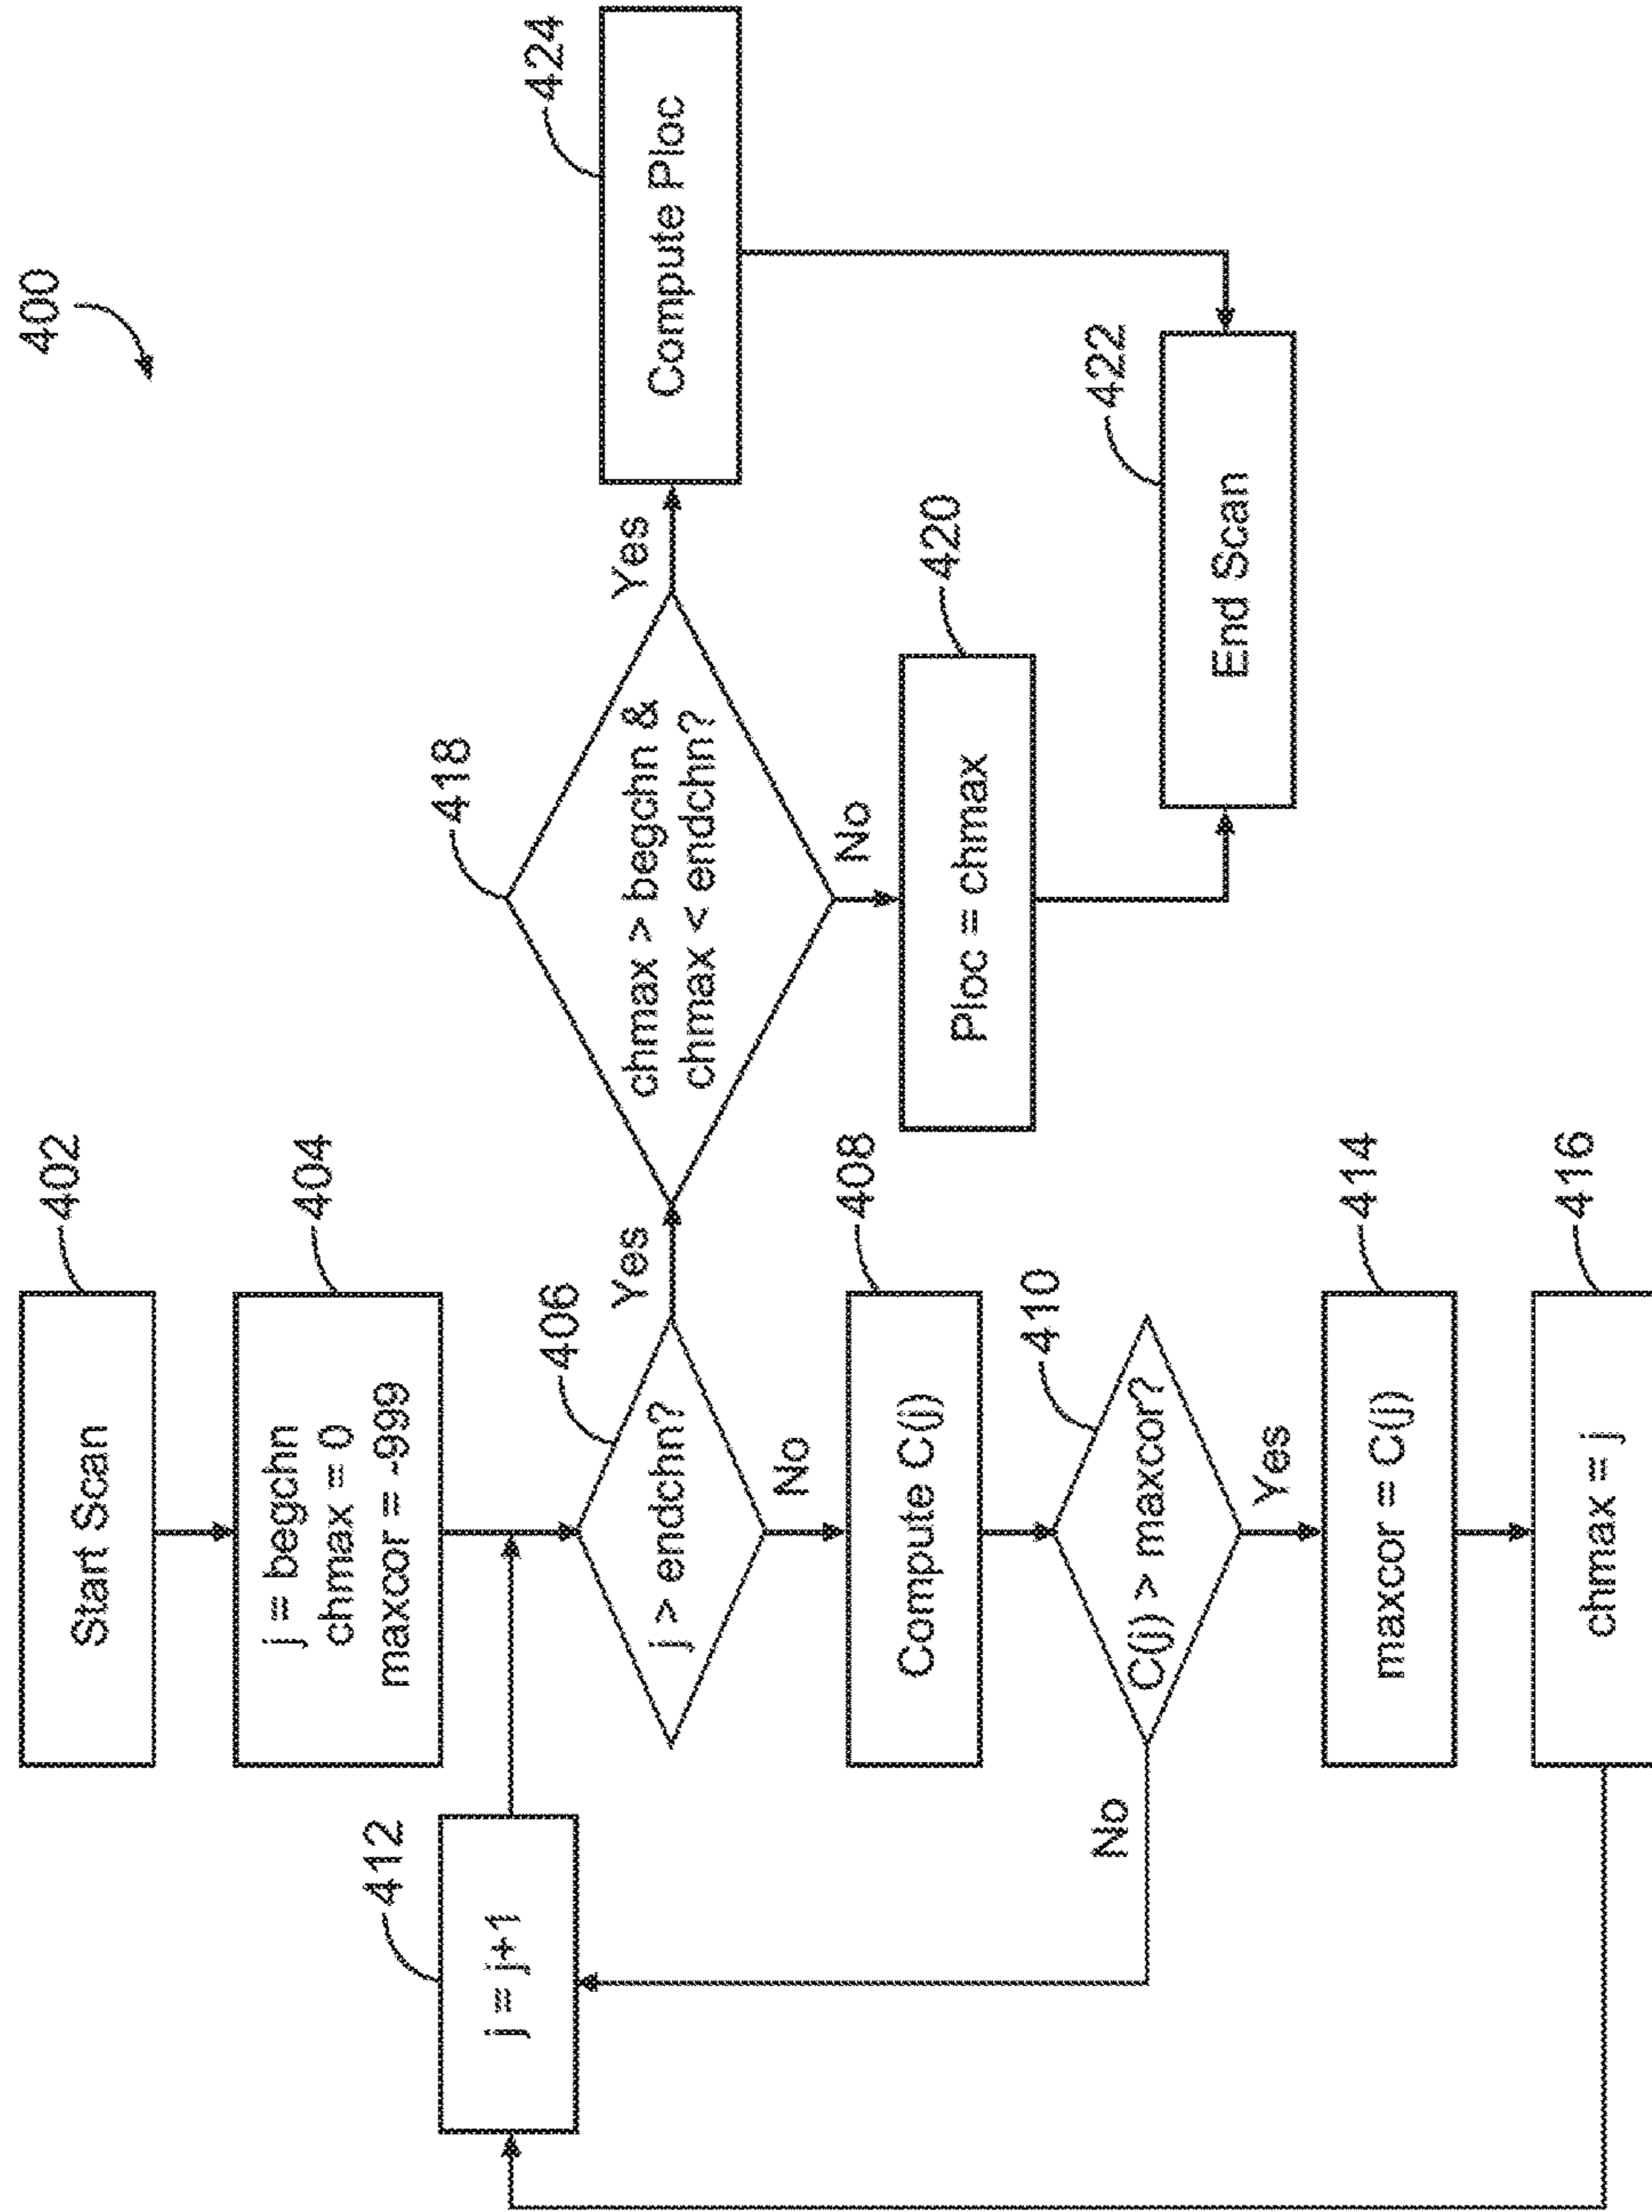 400
402
Start Scan
404
j = begchn
chmax = 0
maxcor = -999
412
j = j+1
406
j > endchn?
Yes
No
408
Compute C(j)
410
C(j) > maxcor?
No
Yes
414
maxcor = C(j)
416
chmax = j
418
chmax > begchn &
chmax < endchn?
Yes
No
424
Compute Ploc
420
Ploc = chmax
422
End Scan